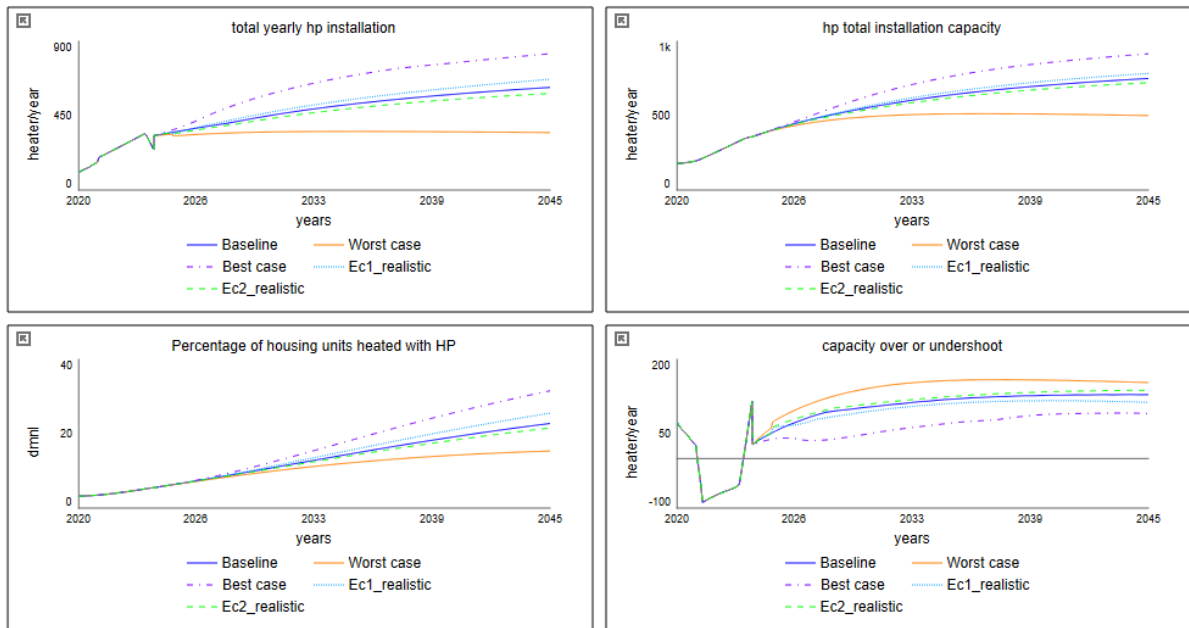 total yearly hp installation
900
450
0
heater/year
2020 2026 2033 2039 2045
years
Baseline Worst case
Best case Ec1_realistic
Ec2_realistic
hp total installation capacity
1k
500
0
heater/year
2020 2026 2033 2039 2045
years
Baseline Worst case
Best case Ec1_realistic
Ec2_realistic
Percentage of housing units heated with HP
40
20
0
dmnl
2020 2026 2033 2039 2045
years
Baseline Worst case
Best case Ec1_realistic
Ec2_realistic
capacity over or undershoot
200
50
-100
heater/year
2020 2026 2033 2039 2045
years
Baseline Worst case
Best case Ec1_realistic
Ec2_realistic